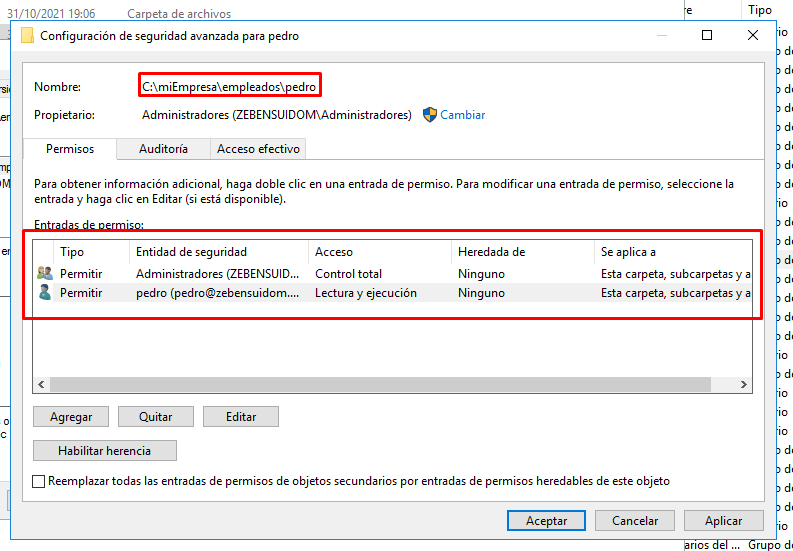 31/10/2021 19:06 Carpeta de archivos
Tipo
Configuración de seguridad avanzada para pedro
Nombre: C:\miEmpresa\empleados\pedro
Propietario: Administradores (ZEBENSUIDOM\Administradores) Cambiar
Permisos Auditoría Acceso efectivo
Para obtener información adicional, haga doble clic en una entrada de permiso. Para modificar una entrada de permiso, seleccione la
entrada y haga clic en Editar (si está disponible).
Entradas de permiso:
Tipo Entidad de seguridad Acceso Heredada de Se aplica a
Permitir Administradores (ZEBENSUID... Control total Ninguno Esta carpeta, subcarpetas y a
Permitir pedro (pedro@zebensuidom.... Lectura y ejecución Ninguno Esta carpeta, subcarpetas y a
Agregar Quitar Editar
Habilitar herencia
Reemplazar todas las entradas de permisos de objetos secundarios por entradas de permisos heredables de este objeto
Aceptar Cancelar Aplicar
arios del ... Grupo de